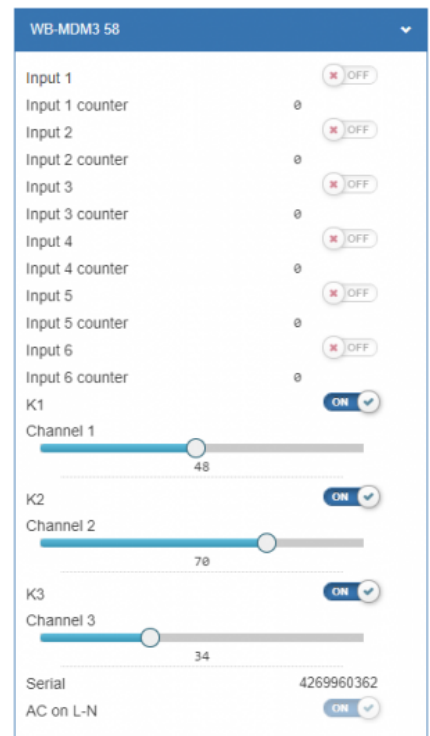 WB-MDM3 58
Input 1 OFF
Input 1 counter 0
Input 2 OFF
Input 2 counter 0
Input 3 OFF
Input 3 counter 0
Input 4 OFF
Input 4 counter 0
Input 5 OFF
Input 5 counter 0
Input 6 OFF
Input 6 counter 0
K1 ON
Channel 1
48
K2 ON
Channel 2
70
K3 ON
Channel 3
34
Serial 4269960362
AC on L-N ON